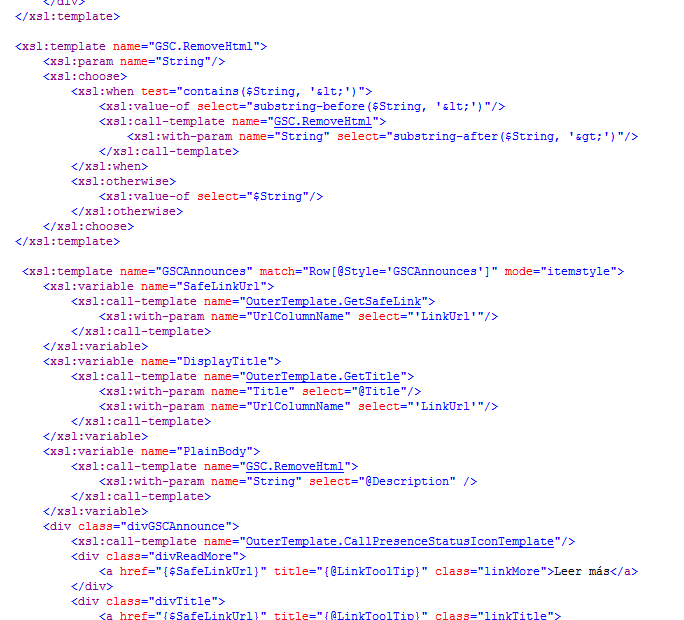 </div>
</xsl:template>
<xsl:template name="GSC.RemoveHtml">
<xsl:param name="String"/>
<xsl:choose>
<xsl:when test="contains($String, '&lt;')">
<xsl:value-of select="substring-before($String, '&lt;')"/>
<xsl:call-template name="GSC.RemoveHtml">
<xsl:with-param name="String" select="substring-after($String, '&gt;')"/>
</xsl:call-template>
</xsl:when>
<xsl:otherwise>
<xsl:value-of select="$String"/>
</xsl:otherwise>
</xsl:choose>
</xsl:template>
<xsl:template name="GSCAnnounces" match="Row[@Style='GSCAnnounces']" mode="itemstyle">
<xsl:variable name="SafeLinkUrl">
<xsl:call-template name="OuterTemplate.GetSafeLink">
<xsl:with-param name="UrlColumnName" select="'LinkUrl'"/>
</xsl:call-template>
</xsl:variable>
<xsl:variable name="DisplayTitle">
<xsl:call-template name="OuterTemplate.GetTitle">
<xsl:with-param name="Title" select="@Title"/>
<xsl:with-param name="UrlColumnName" select="'LinkUrl'"/>
</xsl:call-template>
</xsl:variable>
<xsl:variable name="PlainBody">
<xsl:call-template name="GSC.RemoveHtml">
<xsl:with-param name="String" select="@Description" />
</xsl:call-template>
</xsl:variable>
<div class="divGSCAnnounce">
<xsl:call-template name="OuterTemplate.CallPresenceStatusIconTemplate"/>
<div class="divReadMore">
<a href="{$SafeLinkUrl}" title="{@LinkToolTip}" class="linkMore">Leer más</a>
</div>
<div class="divTitle">
<a href="{$SafeLinkUrl}" title="{@LinkToolTip}" class="linkTitle">